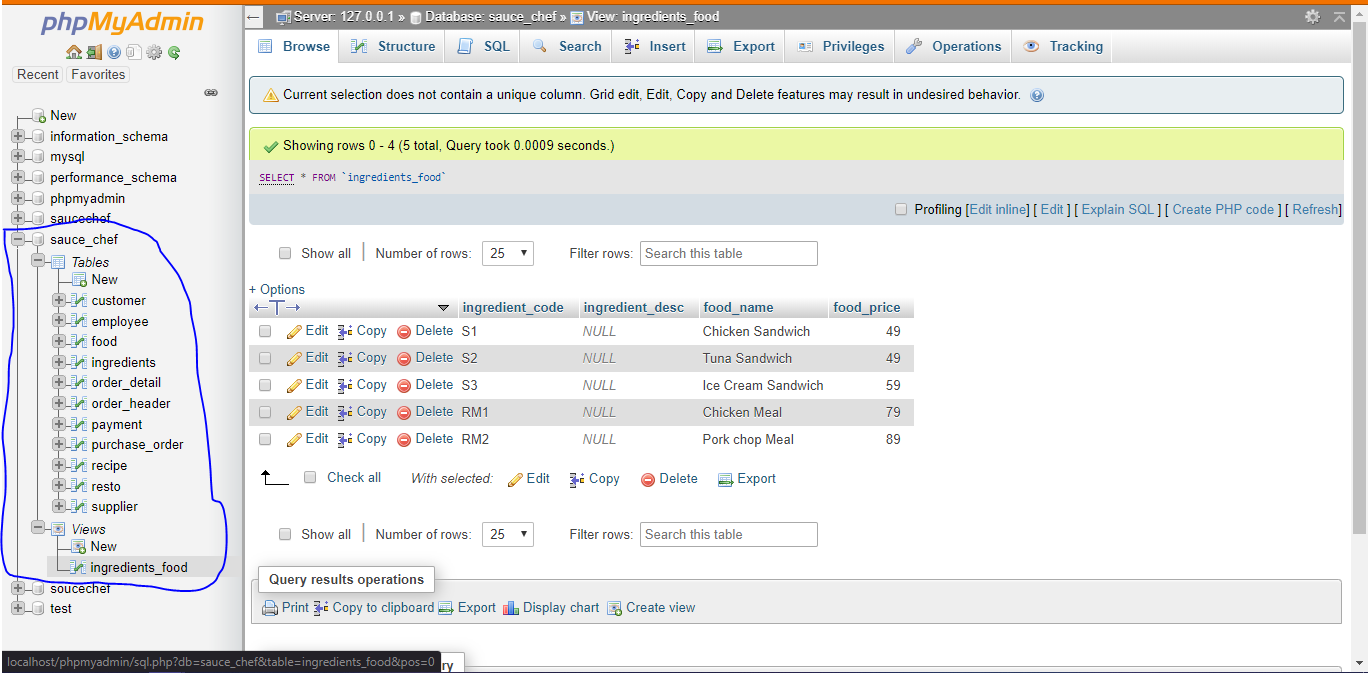 phpMyAdmin
Recent Favorites
New
information_schema
mysql
performance_schema
phpmyadmin
saucechef
sauce_chef
Tables
New
customer
employee
food
ingredients
order_detail
order_header
payment
purchase_order
recipe
resto
supplier
Views
New
ingredients_food
soucechef
test
localhost/phpmyadmin/sql.php?db=sauce_chef&table=ingredients_food&pos=0
Server: 127.0.0.1 » Database: sauce_chef » View: ingredients_food
Browse Structure SQL Search Insert Export Privileges Operations Tracking
Current selection does not contain a unique column. Grid edit, Edit, Copy and Delete features may result in undesired behavior.
Showing rows 0 - 4 (5 total, Query took 0.0009 seconds.)
SELECT * FROM `ingredients_food`
Profiling [Edit inline] [ Edit ] [ Explain SQL ] [ Create PHP code ] [ Refresh]
Show all | Number of rows: 25 Filter rows: Search this table
+ Options
←T→ ingredient_code ingredient_desc food_name food_price
Edit Copy Delete S1 NULL Chicken Sandwich 49
Edit Copy Delete S2 NULL Tuna Sandwich 49
Edit Copy Delete S3 NULL Ice Cream Sandwich 59
Edit Copy Delete RM1 NULL Chicken Meal 79
Edit Copy Delete RM2 NULL Pork chop Meal 89
Check all With selected: Edit Copy Delete Export
Show all | Number of rows: 25 Filter rows: Search this table
Query results operations
Print Copy to clipboard Export Display chart Create view